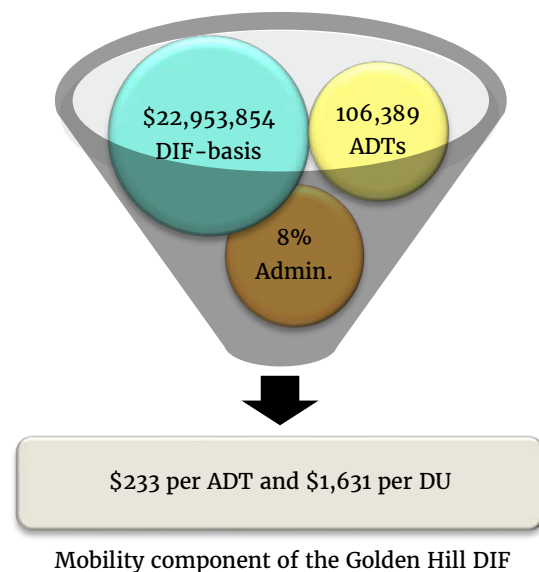 $22,953,854
DIF-basis
106,389
ADTs
8%
Admin.
$233 per ADT and $1,631 per DU
Mobility component of the Golden Hill DIF